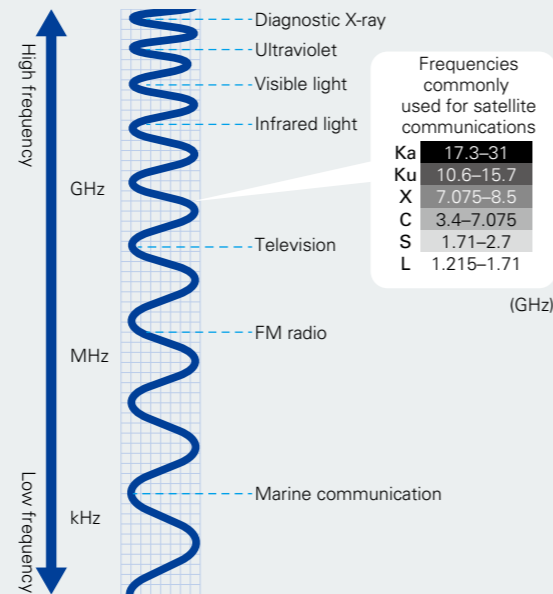 High frequency
Low frequency
GHz
MHz
kHz
Diagnostic X-ray
Ultraviolet
Visible light
Infrared light
Television
FM radio
Marine communication
Frequencies
commonly
used for satellite
communications
Ka 17.3–31
Ku 10.6–15.7
X 7.075–8.5
C 3.4–7.075
S 1.71–2.7
L 1.215–1.71
(GHz)